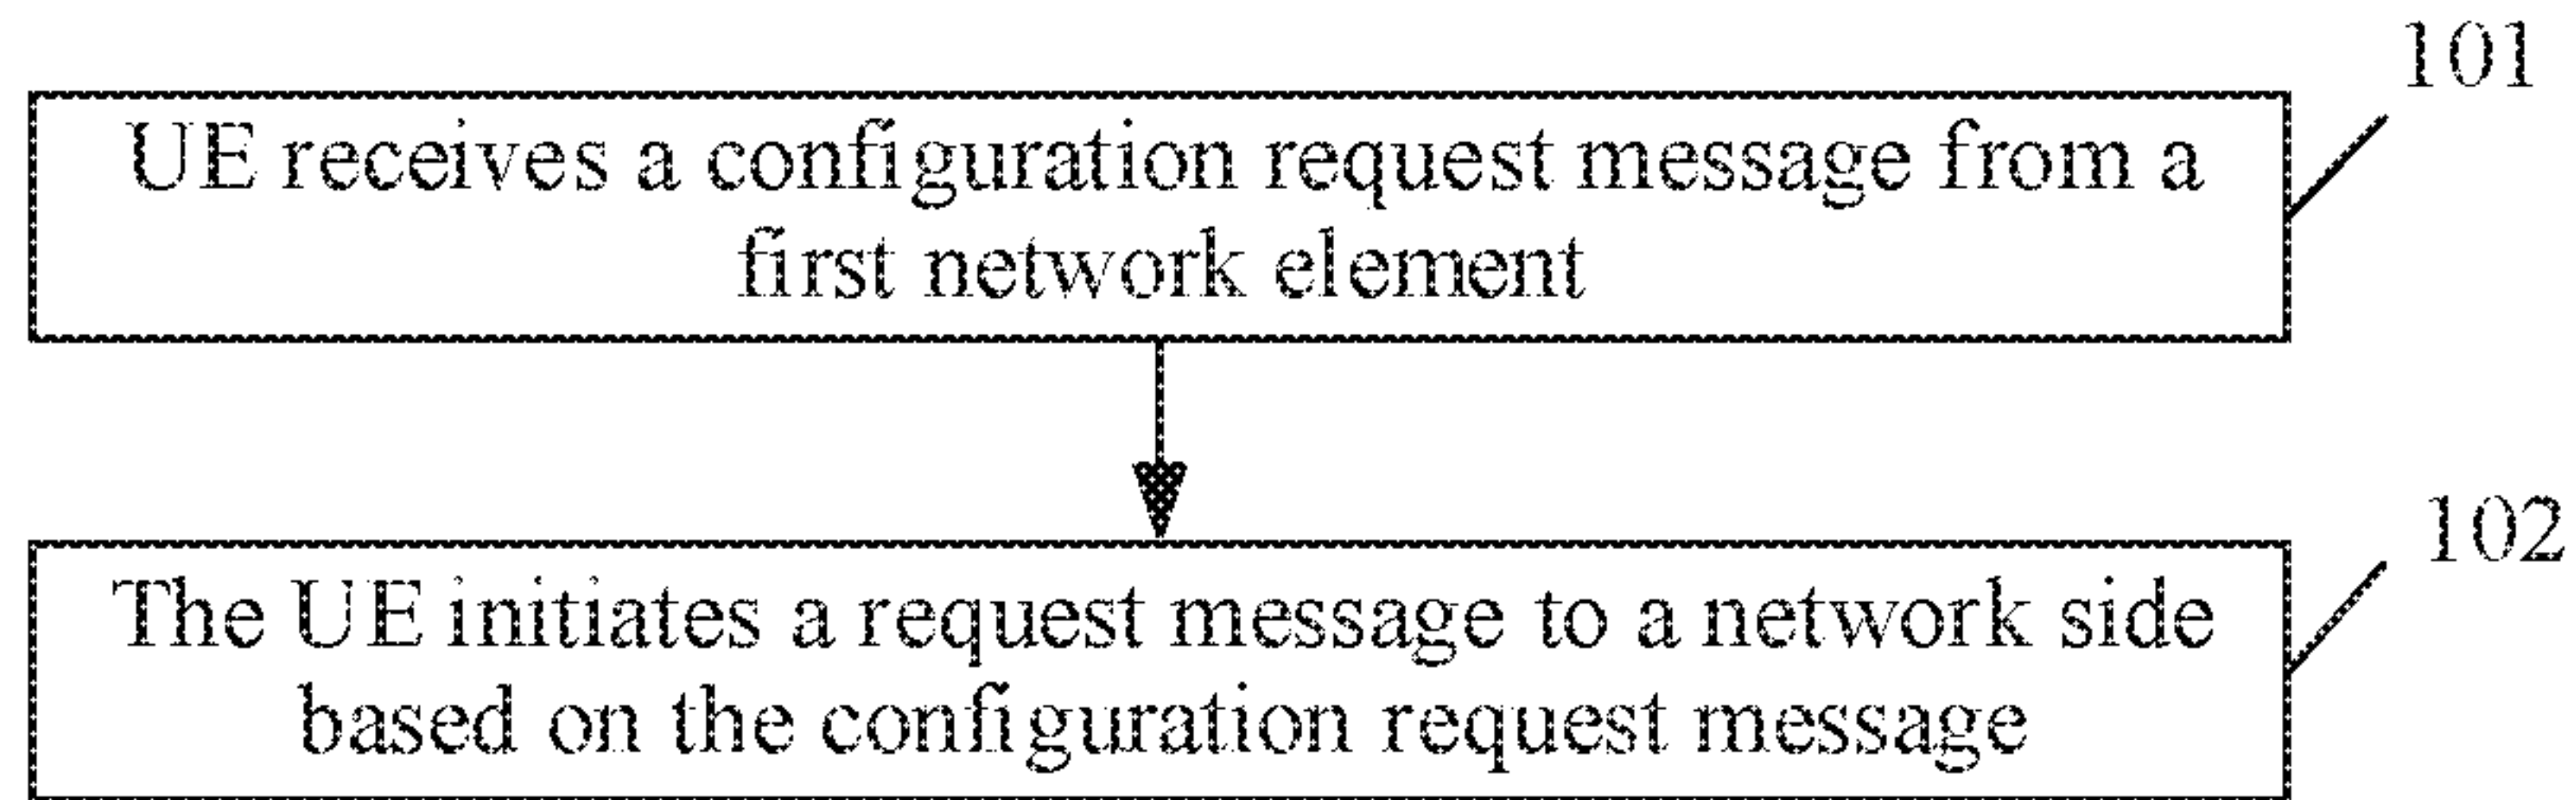 101
UE receives a configuration request message from a
first network element
102
The UE initiates a request message to a network side
based on the configuration request message